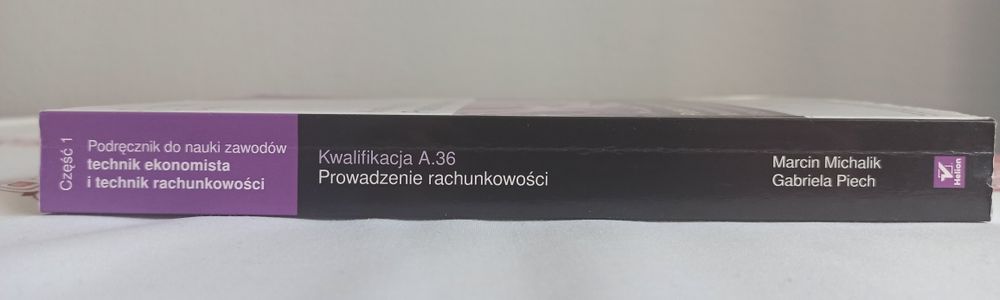 Część 1
Podręcznik do nauki zawodów
technik ekonomista
i technik rachunkowości
Kwalifikacja A.36
Prowadzenie rachunkowości
Marcin Michalik
Gabriela Piech
Helion